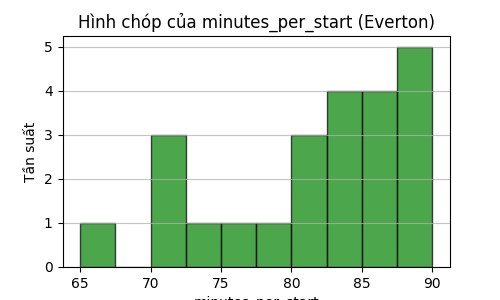 Hình chóp của minutes_per_start (Everton)
Tần suất
5
4
3
2
1
0
65 70 75 80 85 90
minutes_per_start